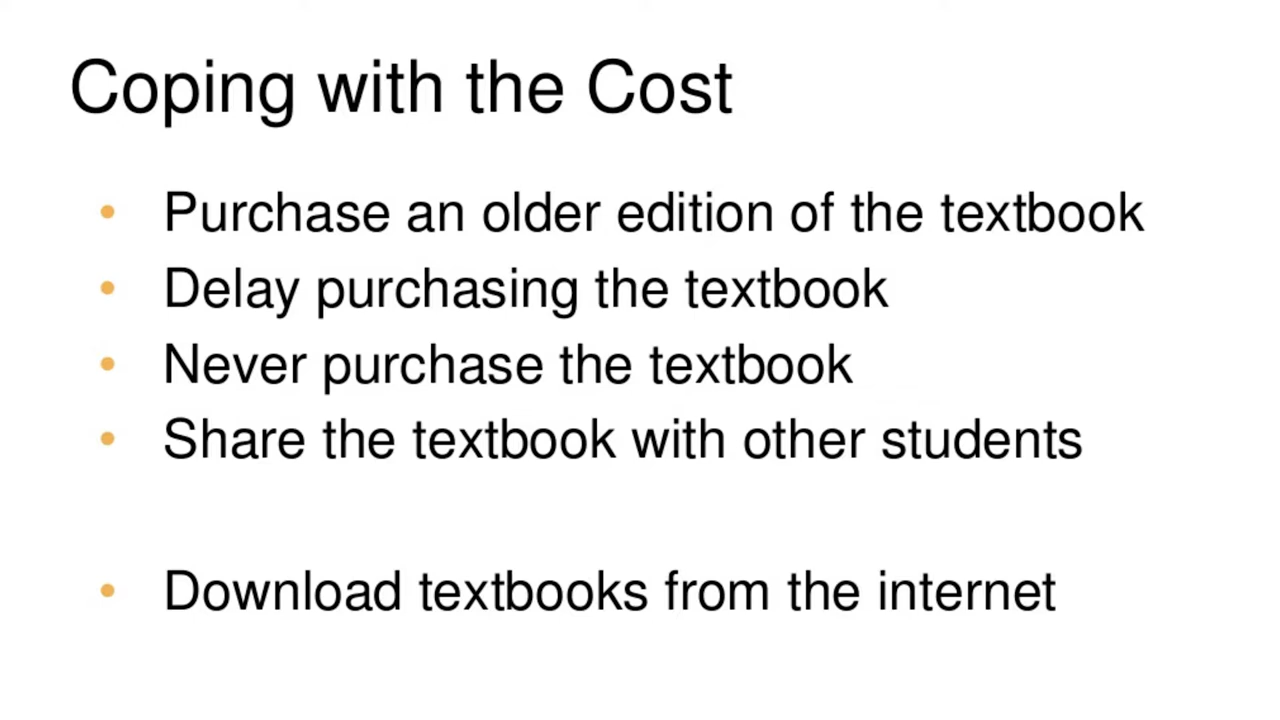 Coping with the Cost
• Purchase an older edition of the textbook
• Delay purchasing the textbook
• Never purchase the textbook
• Share the textbook with other students
• Download textbooks from the internet